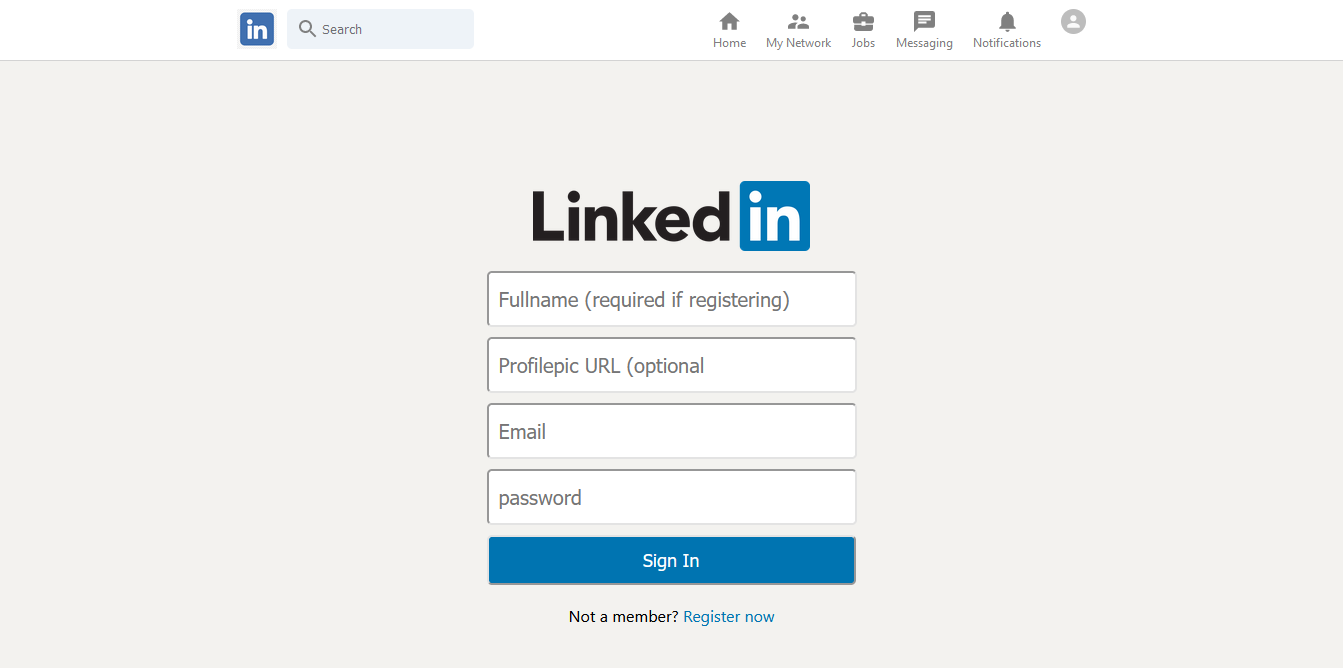 in Search
Home My Network Jobs Messaging Notifications
Linked in
Fullname (required if registering)
Profilepic URL (optional
Email
password
Sign In
Not a member? Register now